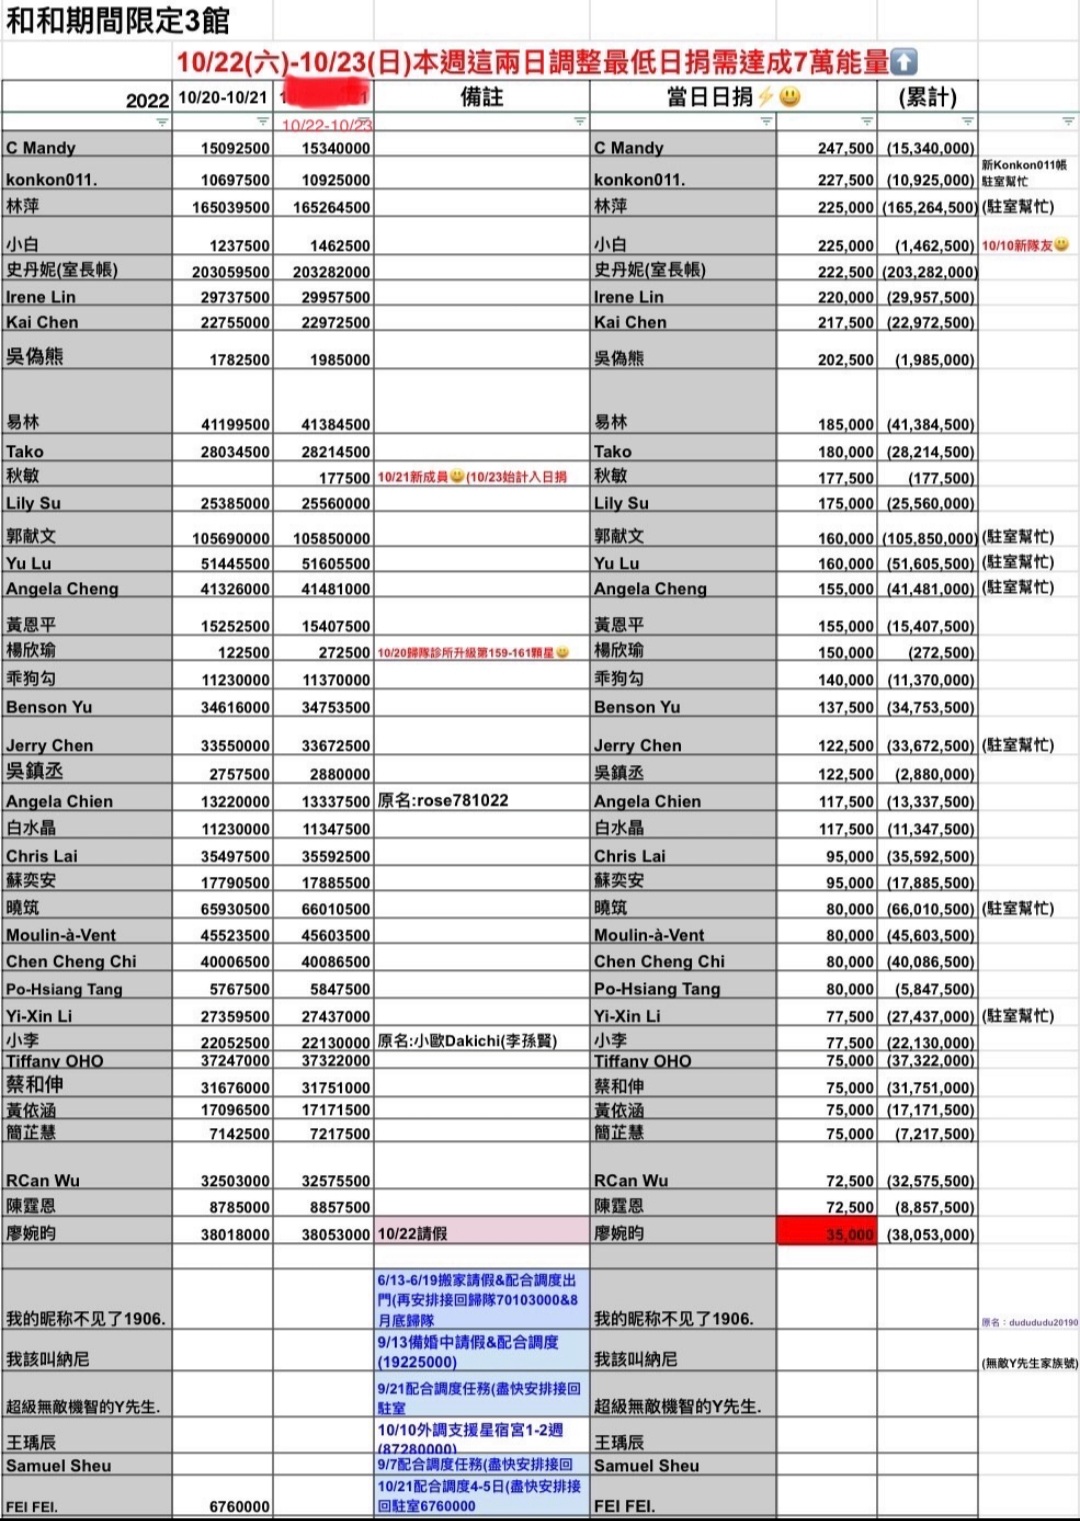 和和期間限定3館
10/22(六)-10/23(日)本週這兩日調整最低日捐需達成7萬能量⬆️
2022 10/20-10/21 備註 當日日捐⚡😃 (累計)
10/22-10/23
C Mandy 15092500 15340000 C Mandy 247,500 (15,340,000)
新Konkon011帳
konkon011. 10697500 10925000 konkon011. 227,500 (10,925,000) 駐室幫忙
林萍 165039500 165264500 林萍 225,000 (165,264,500) (駐室幫忙)
小白 1237500 1462500 小白 225,000 (1,462,500) 10/10新隊友😃
史丹妮(室長帳) 203059500 203282000 史丹妮(室長帳) 222,500 (203,282,000)
Irene Lin 29737500 29957500 Irene Lin 220,000 (29,957,500)
Kai Chen 22755000 22972500 Kai Chen 217,500 (22,972,500)
吳偽熊 1782500 1985000 吳偽熊 202,500 (1,985,000)
易林 41199500 41384500 易林 185,000 (41,384,500)
Tako 28034500 28214500 Tako 180,000 (28,214,500)
秋敏 177500 10/21新成員😃(10/23始計入日捐 秋敏 177,500 (177,500)
Lily Su 25385000 25560000 Lily Su 175,000 (25,560,000)
郭献文 105690000 105850000 郭献文 160,000 (105,850,000) (駐室幫忙)
Yu Lu 51445500 51605500 Yu Lu 160,000 (51,605,500) (駐室幫忙)
Angela Cheng 41326000 41481000 Angela Cheng 155,000 (41,481,000) (駐室幫忙)
黃恩平 15252500 15407500 黃恩平 155,000 (15,407,500)
楊欣瑜 122500 272500 10/20歸隊診所升級第159-161顆星😃 楊欣瑜 150,000 (272,500)
乖狗勾 11230000 11370000 乖狗勾 140,000 (11,370,000)
Benson Yu 34616000 34753500 Benson Yu 137,500 (34,753,500)
Jerry Chen 33550000 33672500 Jerry Chen 122,500 (33,672,500) (駐室幫忙)
吳鎮丞 2757500 2880000 吳鎮丞 122,500 (2,880,000)
Angela Chien 13220000 13337500 原名:rose781022 Angela Chien 117,500 (13,337,500)
白水晶 11230000 11347500 白水晶 117,500 (11,347,500)
Chris Lai 35497500 35592500 Chris Lai 95,000 (35,592,500)
蘇奕安 17790500 17885500 蘇奕安 95,000 (17,885,500)
曉筑 65930500 66010500 曉筑 80,000 (66,010,500) (駐室幫忙)
Moulin-à-Vent 45523500 45603500 Moulin-à-Vent 80,000 (45,603,500)
Chen Cheng Chi 40006500 40086500 Chen Cheng Chi 80,000 (40,086,500)
Po-Hsiang Tang 5767500 5847500 Po-Hsiang Tang 80,000 (5,847,500)
Yi-Xin Li 27359500 27437000 Yi-Xin Li 77,500 (27,437,000) (駐室幫忙)
小李 22052500 22130000 原名:小歐Dakichi(李孫賢) 小李 77,500 (22,130,000)
Tiffany OHO 37247000 37322000 Tiffany OHO 75,000 (37,322,000)
蔡和伸 31676000 31751000 蔡和伸 75,000 (31,751,000)
黃依涵 17096500 17171500 黃依涵 75,000 (17,171,500)
簡芷慧 7142500 7217500 簡芷慧 75,000 (7,217,500)
RCan Wu 32503000 32575500 RCan Wu 72,500 (32,575,500)
陳霆恩 8785000 8857500 陳霆恩 72,500 (8,857,500)
廖婉昀 38018000 38053000 10/22請假 廖婉昀 35,000 (38,053,000)
6/13-6/19搬家請假&配合調度出
門(再安排接回歸隊70103000&8
我的昵称不见了1906. 月底歸隊 我的昵称不见了1906. 原名：dudududu20190
9/13備婚中請假&配合調度
我該叫納尼 (19225000) 我該叫納尼 (無敵Y先生家族號)
9/21配合調度任務(盡快安排接回
超級無敵機智的Y先生. 駐室 超級無敵機智的Y先生.
10/10外調支援星宿宮1-2週
王瑀辰 (87280000) 王瑀辰
Samuel Sheu 9/7配合調度任務(盡快安排接回 Samuel Sheu
10/21配合調度4-5日(盡快安排接
FEI FEI. 6760000 回駐室6760000 FEI FEI.